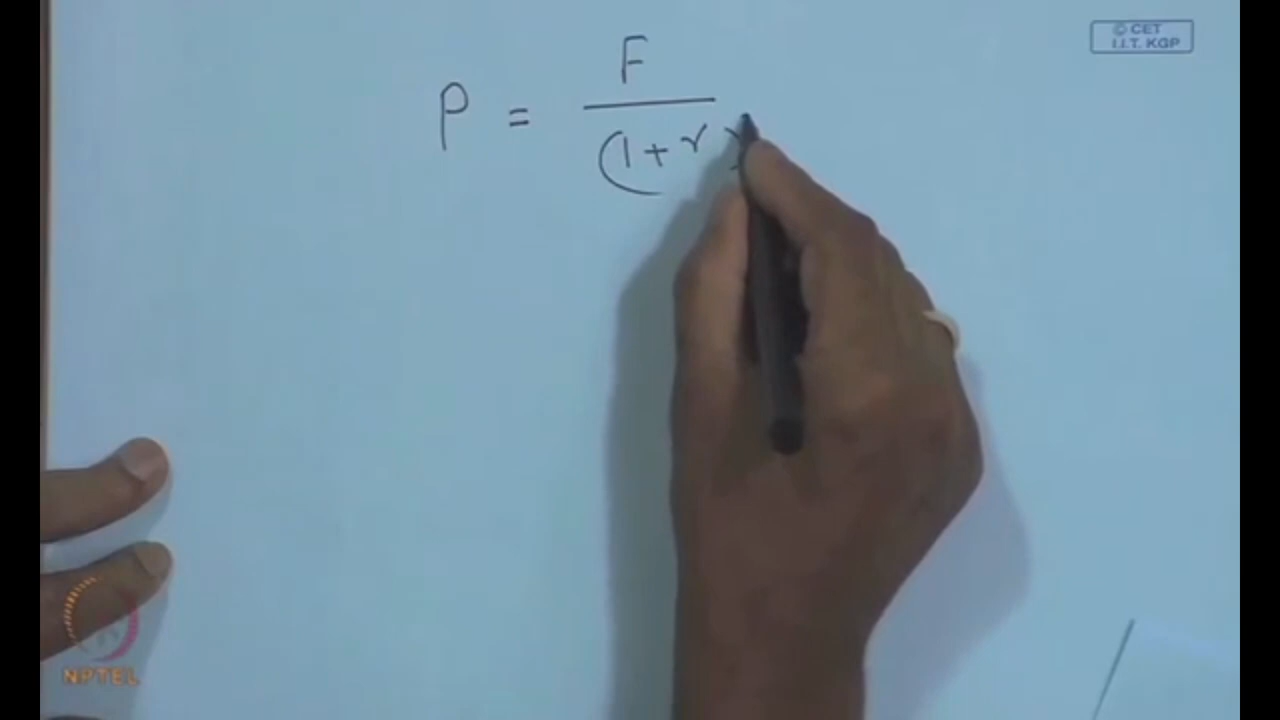 © CET
I.I.T. KGP
P = F / (1 + r )
NPTEL